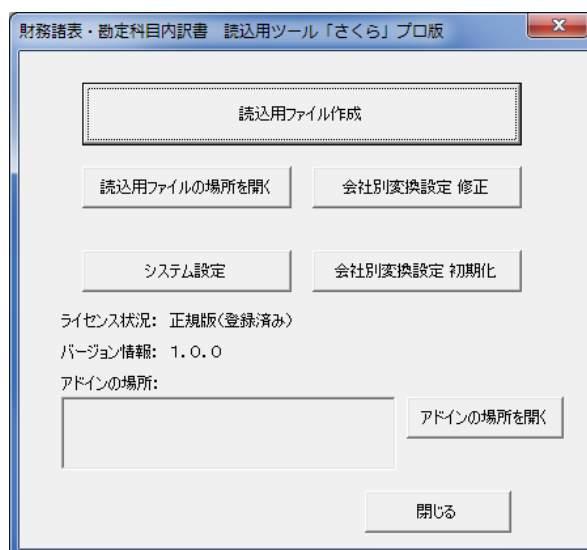 財務諸表・勘定科目内訳書　読込用ツール「さくら」プロ版
読込用ファイル作成
読込用ファイルの場所を開く
会社別変換設定 修正
システム設定
会社別変換設定 初期化
ライセンス状況： 正規版（登録済み）
バージョン情報： １．０．０
アドインの場所：
アドインの場所を開く
閉じる